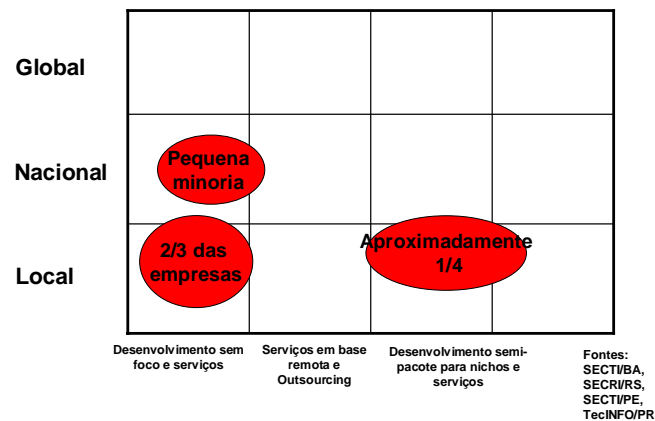 Global
Nacional
Pequena
minoria
Local
2/3 das
empresas
Aproximadamente
1/4
Desenvolvimento sem
foco e serviços
Serviços em base
remota e
Outsourcing
Desenvolvimento semi-
pacote para nichos e
serviços
Fontes:
SECTI/BA,
SECRI/RS,
SECTI/PE,
TecINFO/PR